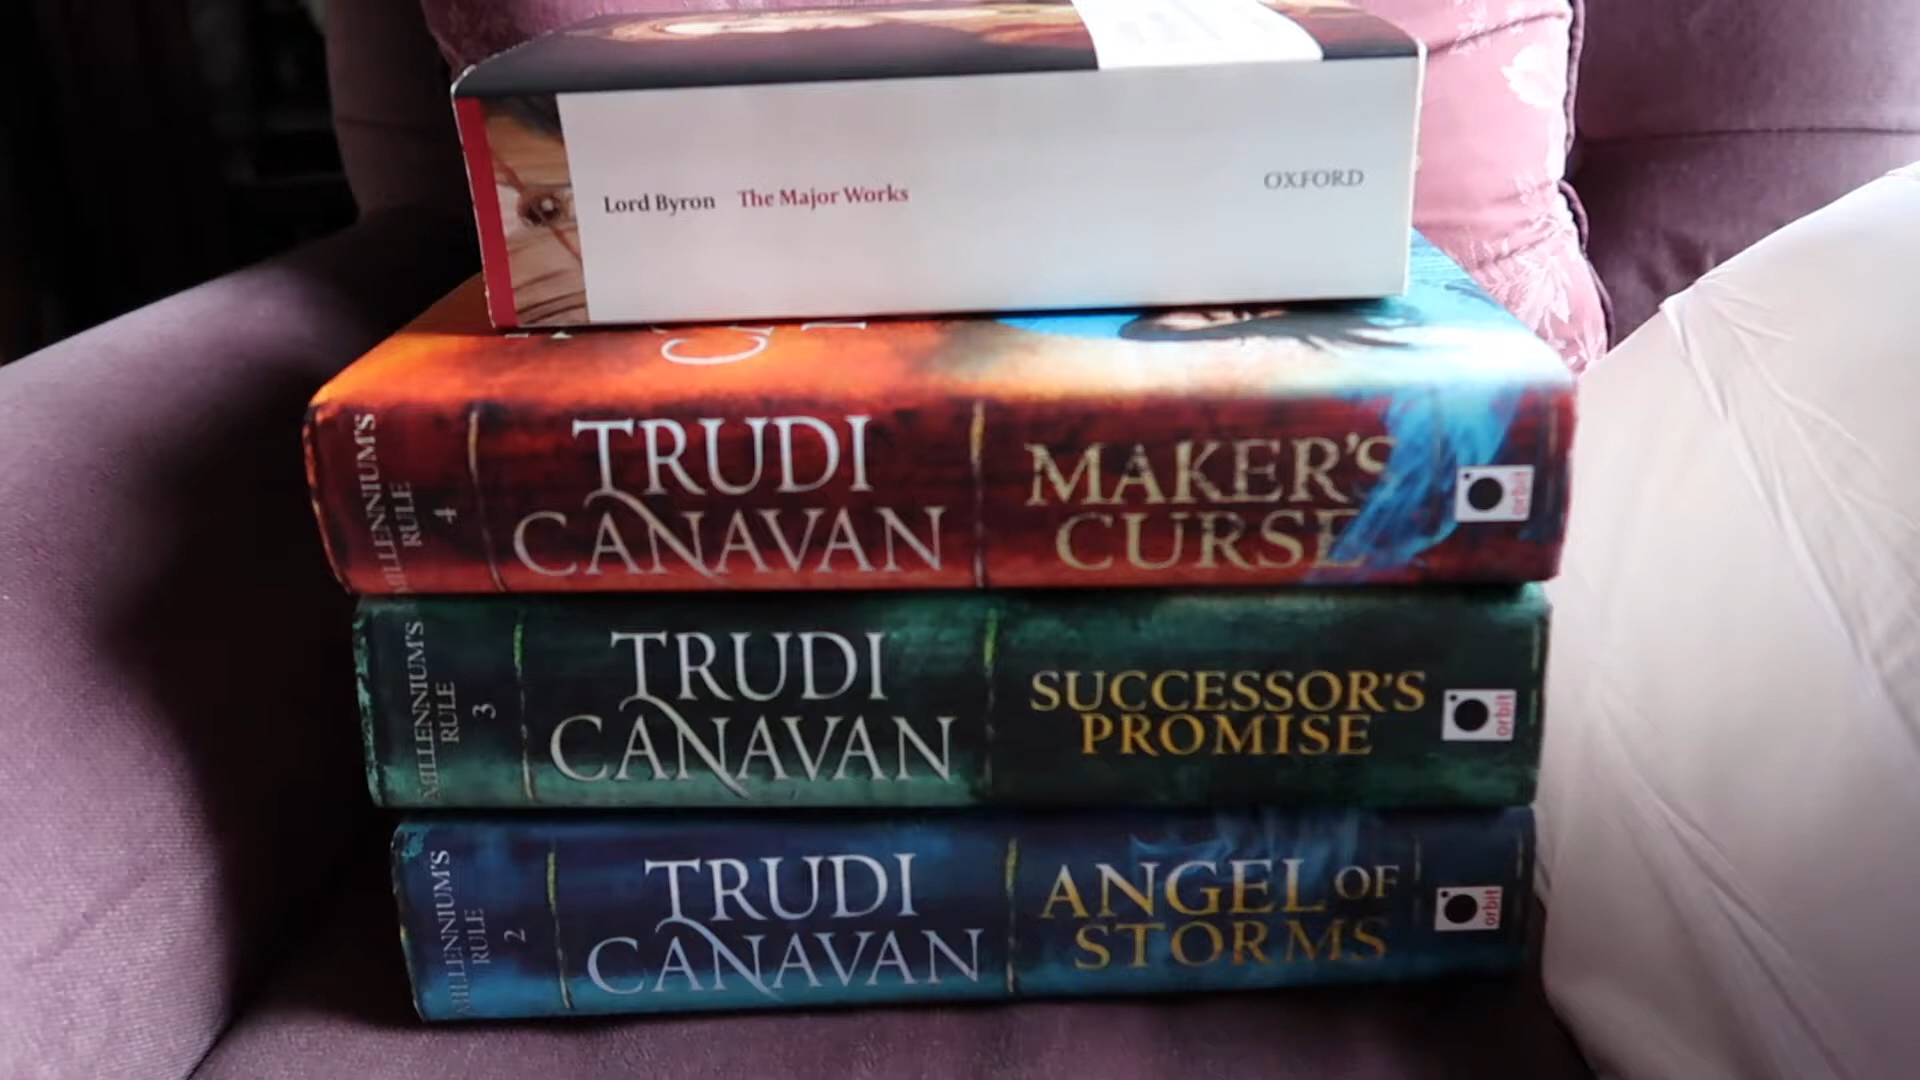 Lord Byron The Major Works
OXFORD
MILLENNIUM'S
RULE
4
TRUDI
CANAVAN
MAKER'S
CURSE
orbit
MILLENNIUM'S
RULE
3
TRUDI
CANAVAN
SUCCESSOR'S
PROMISE
orbit
MILLENNIUM'S
RULE
2
TRUDI
CANAVAN
ANGEL OF
STORMS
orbit